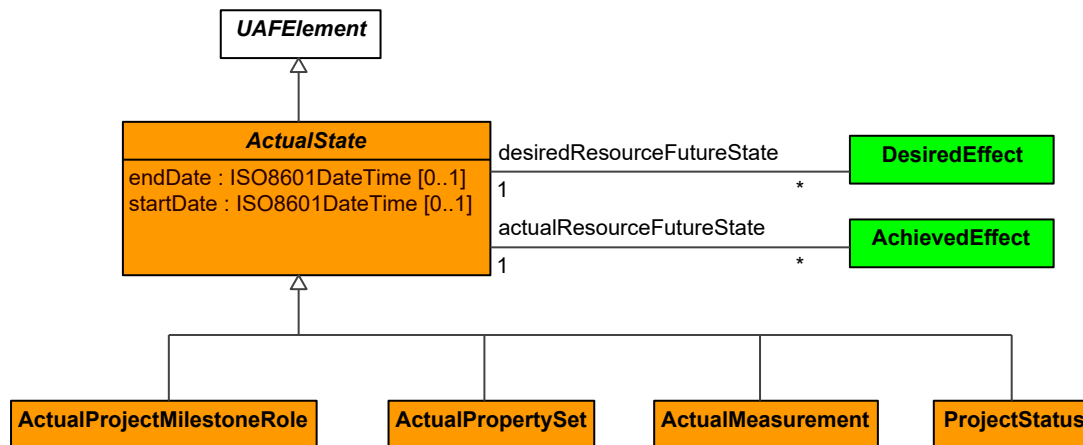 UAFElement
ActualState
endDate : ISO8601DateTime [0..1]
startDate : ISO8601DateTime [0..1]
desiredResourceFutureState
1
*
DesiredEffect
actualResourceFutureState
1
*
AchievedEffect
ActualProjectMilestoneRole
ActualPropertySet
ActualMeasurement
ProjectStatus